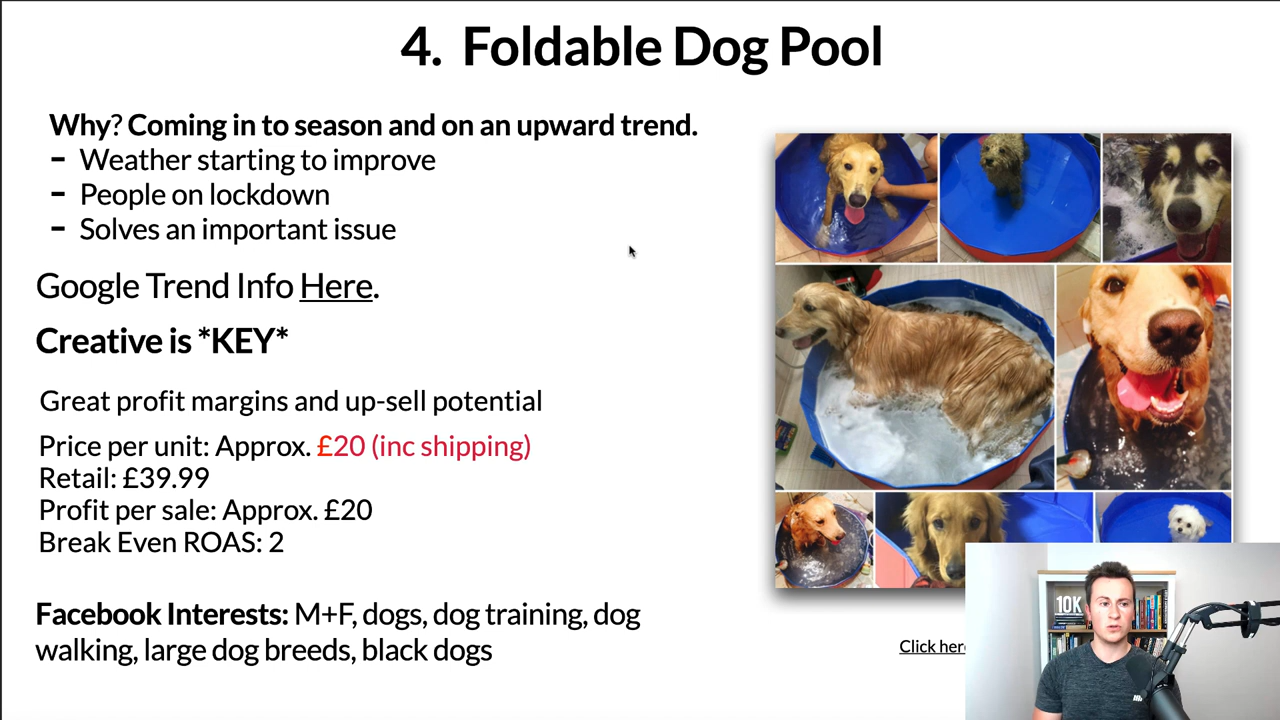 4. Foldable Dog Pool
Why? Coming in to season and on an upward trend.
- Weather starting to improve
- People on lockdown
- Solves an important issue
Google Trend Info Here.
Creative is *KEY*
Great profit margins and up-sell potential
Price per unit: Approx. £20 (inc shipping)
Retail: £39.99
Profit per sale: Approx. £20
Break Even ROAS: 2
Facebook Interests: M+F, dogs, dog training, dog
walking, large dog breeds, black dogs
Click here
10K